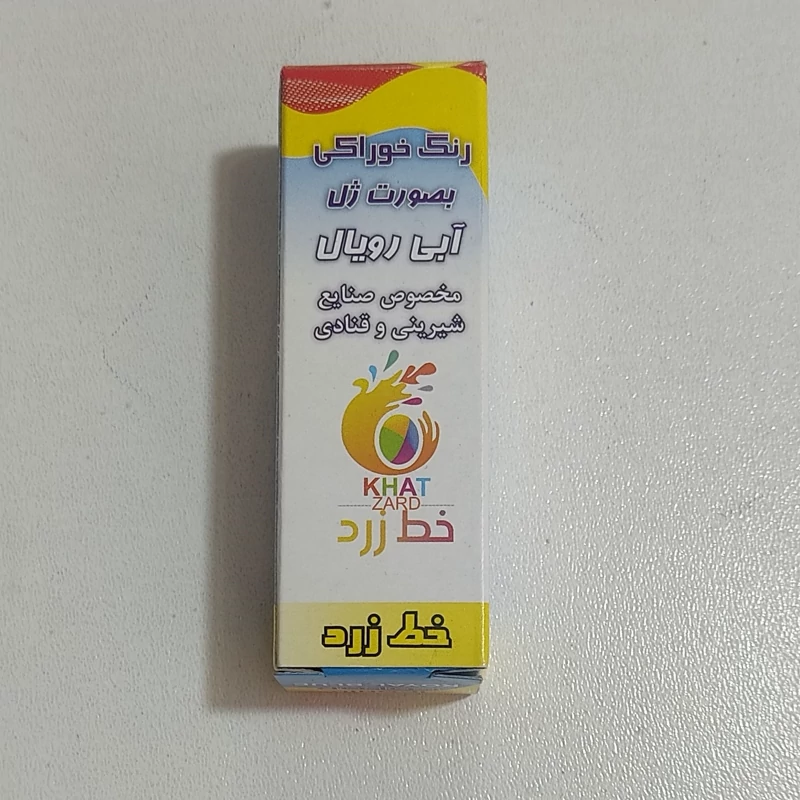 رنگ خوراکی
بصورت ژل
آبی رویال
مخصوص صنایع
شیرینی و قنادی
KHAT
ZARD
خط زرد
خط زرد